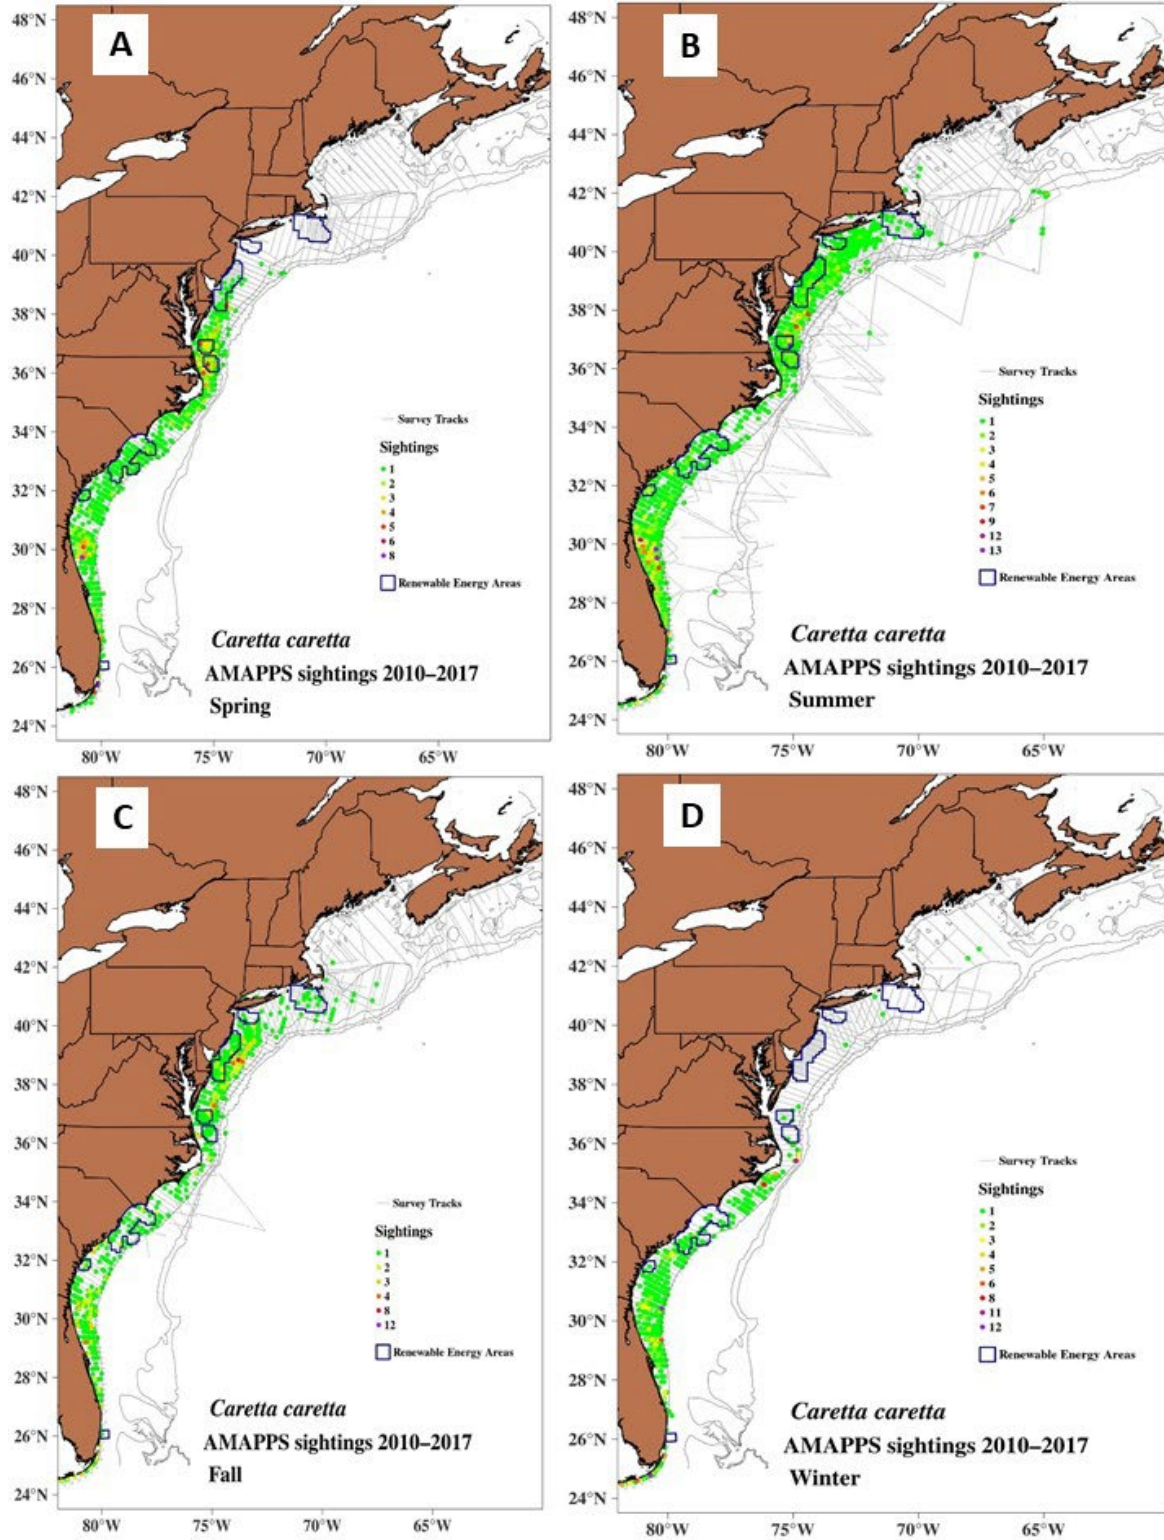 A
48°N
46°N
44°N
42°N
40°N
38°N
36°N
34°N
32°N
30°N
28°N
26°N
24°N
80°W 75°W 70°W 65°W
Survey Tracks
Sightings
1
2
3
4
5
6
8
Renewable Energy Areas
Caretta caretta
AMAPPS sightings 2010–2017
Spring
B
48°N
46°N
44°N
42°N
40°N
38°N
36°N
34°N
32°N
30°N
28°N
26°N
24°N
80°W 75°W 70°W 65°W
Survey Tracks
Sightings
1
2
3
4
5
6
7
9
12
13
Renewable Energy Areas
Caretta caretta
AMAPPS sightings 2010–2017
Summer
C
48°N
46°N
44°N
42°N
40°N
38°N
36°N
34°N
32°N
30°N
28°N
26°N
24°N
80°W 75°W 70°W 65°W
Survey Tracks
Sightings
1
2
3
4
8
12
Renewable Energy Areas
Caretta caretta
AMAPPS sightings 2010–2017
Fall
D
48°N
46°N
44°N
42°N
40°N
38°N
36°N
34°N
32°N
30°N
28°N
26°N
24°N
80°W 75°W 70°W 65°W
Survey Tracks
Sightings
1
2
3
4
5
6
8
11
12
Renewable Energy Areas
Caretta caretta
AMAPPS sightings 2010–2017
Winter